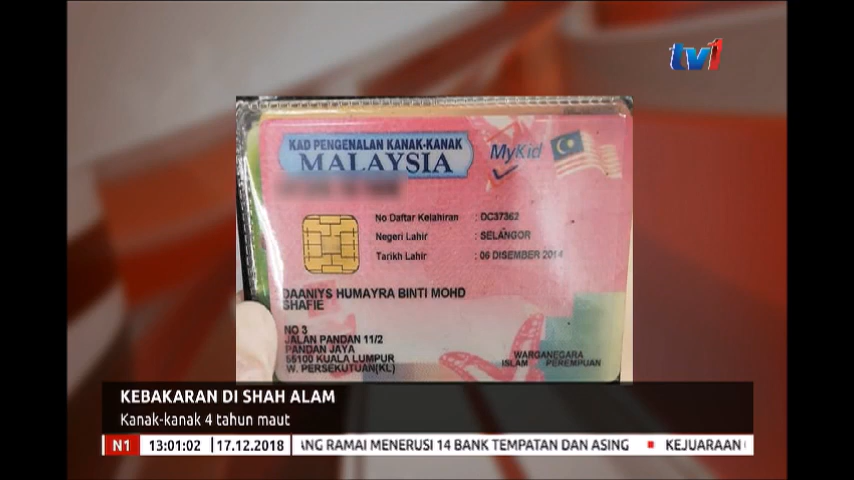 tv1
KAD PENGENALAN KANAK-KANAK
MALAYSIA
MyKid
No Daftar Kelahiran : DC37362
Negeri Lahir : SELANGOR
Tarikh Lahir : 06 DISEMBER 2014
DAANIYS HUMAYRA BINTI MOHD
SHAFIE
NO 3
JALAN PANDAN 11/2
PANDAN JAYA
55100 KUALA LUMPUR
W. PERSEKUTUAN(KL)
WARGANEGARA
ISLAM PEREMPUAN
KEBAKARAN DI SHAH ALAM
Kanak-kanak 4 tahun maut
N1 13:01:02 17.12.2018 ANG RAMAI MENERUSI 14 BANK TEMPATAN DAN ASING KEJUARAAN